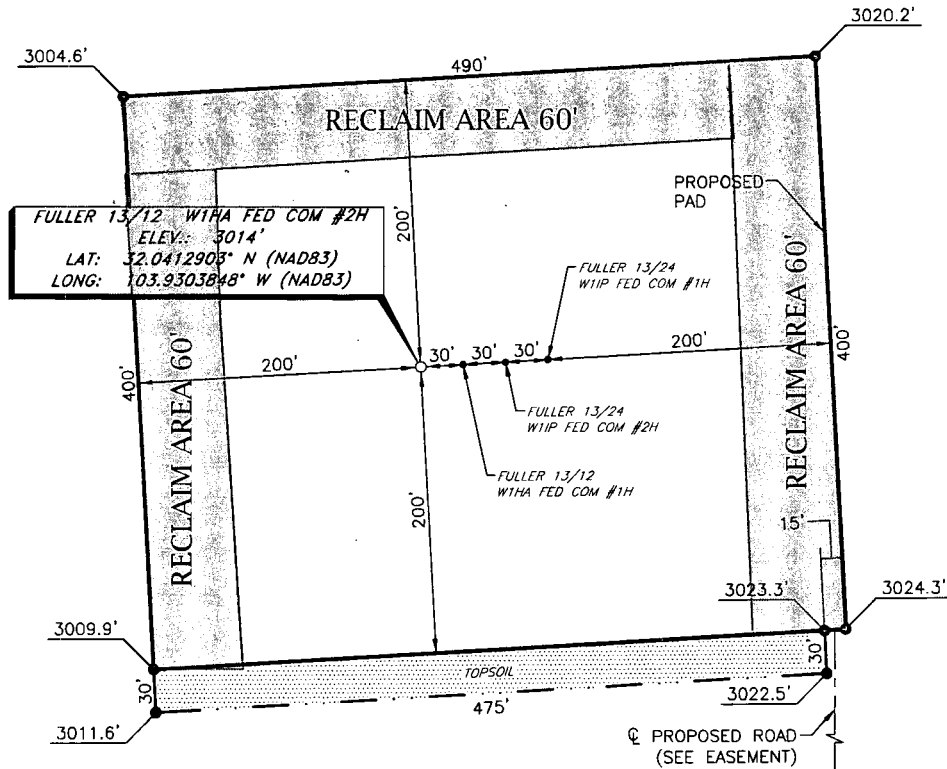 3004.6'
3020.2'
490'
RECLAIM AREA 60'
PROPOSED
PAD
200'
FULLER 13/12 W1HA FED COM #2H
ELEV.: 3014'
LAT: 32.0412903° N (NAD83)
LONG: 103.9303848° W (NAD83)
FULLER 13/24
W1IP FED COM #1H
RECLAIM AREA 60'
400'
200'
30'
30'
30'
200'
400'
FULLER 13/24
W1IP FED COM #2H
FULLER 13/12
W1HA FED COM #1H
RECLAIM AREA 60'
200'
15'
3023.3'
3024.3'
3009.9'
30'
TOPSOIL
30'
475'
3022.5'
3011.6'
℄ PROPOSED ROAD
(SEE EASEMENT)